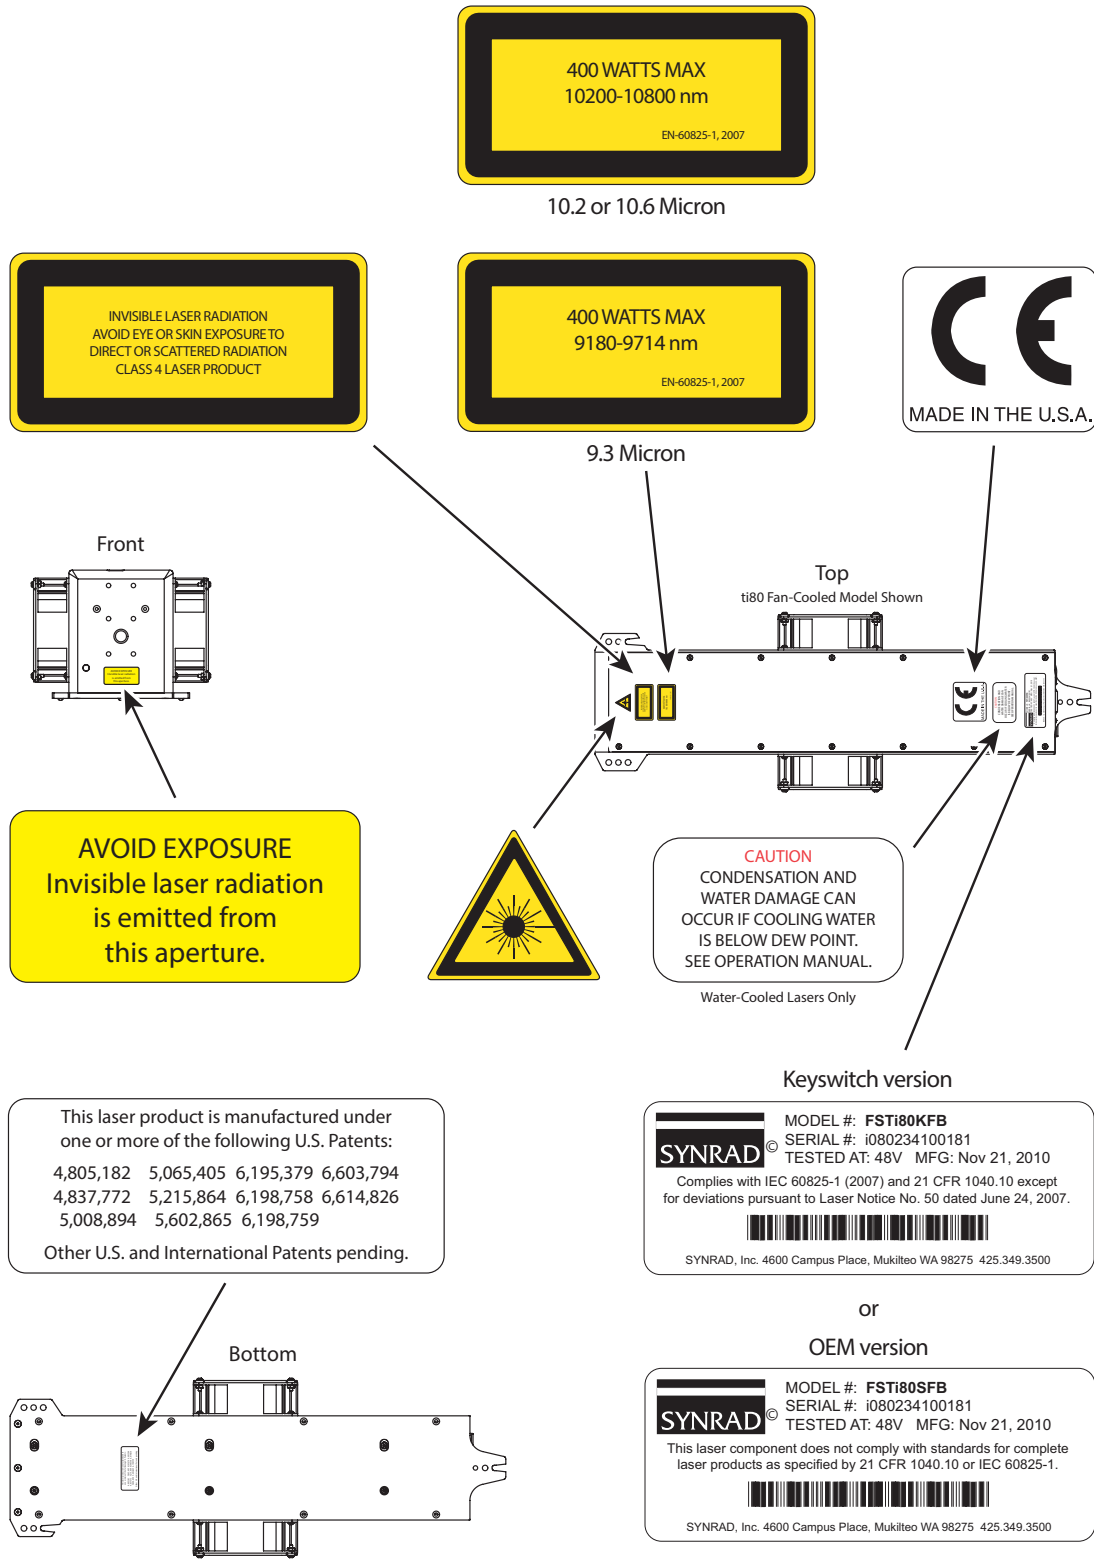 400 WATTS MAX
10200-10800 nm
EN-60825-1, 2007
10.2 or 10.6 Micron
INVISIBLE LASER RADIATION
AVOID EYE OR SKIN EXPOSURE TO
DIRECT OR SCATTERED RADIATION
CLASS 4 LASER PRODUCT
400 WATTS MAX
9180-9714 nm
EN-60825-1, 2007
9.3 Micron
CE
MADE IN THE U.S.A.
Front
Top
ti80 Fan-Cooled Model Shown
CE
MADE IN THE U.S.A.
AVOID EXPOSURE
Invisible laser radiation
is emitted from
this aperture.
CAUTION
CONDENSATION AND
WATER DAMAGE CAN
OCCUR IF COOLING WATER
IS BELOW DEW POINT.
SEE OPERATION MANUAL.
Water-Cooled Lasers Only
Keyswitch version
SYNRAD ©
MODEL #: FSTi80KFB
SERIAL #: i080234100181
TESTED AT: 48V MFG: Nov 21, 2010
Complies with IEC 60825-1 (2007) and 21 CFR 1040.10 except
for deviations pursuant to Laser Notice No. 50 dated June 24, 2007.
SYNRAD, Inc. 4600 Campus Place, Mukilteo WA 98275 425.349.3500
or
OEM version
SYNRAD ©
MODEL #: FSTi80SFB
SERIAL #: i080234100181
TESTED AT: 48V MFG: Nov 21, 2010
This laser component does not comply with standards for complete
laser products as specified by 21 CFR 1040.10 or IEC 60825-1.
SYNRAD, Inc. 4600 Campus Place, Mukilteo WA 98275 425.349.3500
This laser product is manufactured under
one or more of the following U.S. Patents:
4,805,182 5,065,405 6,195,379 6,603,794
4,837,772 5,215,864 6,198,758 6,614,826
5,008,894 5,602,865 6,198,759
Other U.S. and International Patents pending.
Bottom